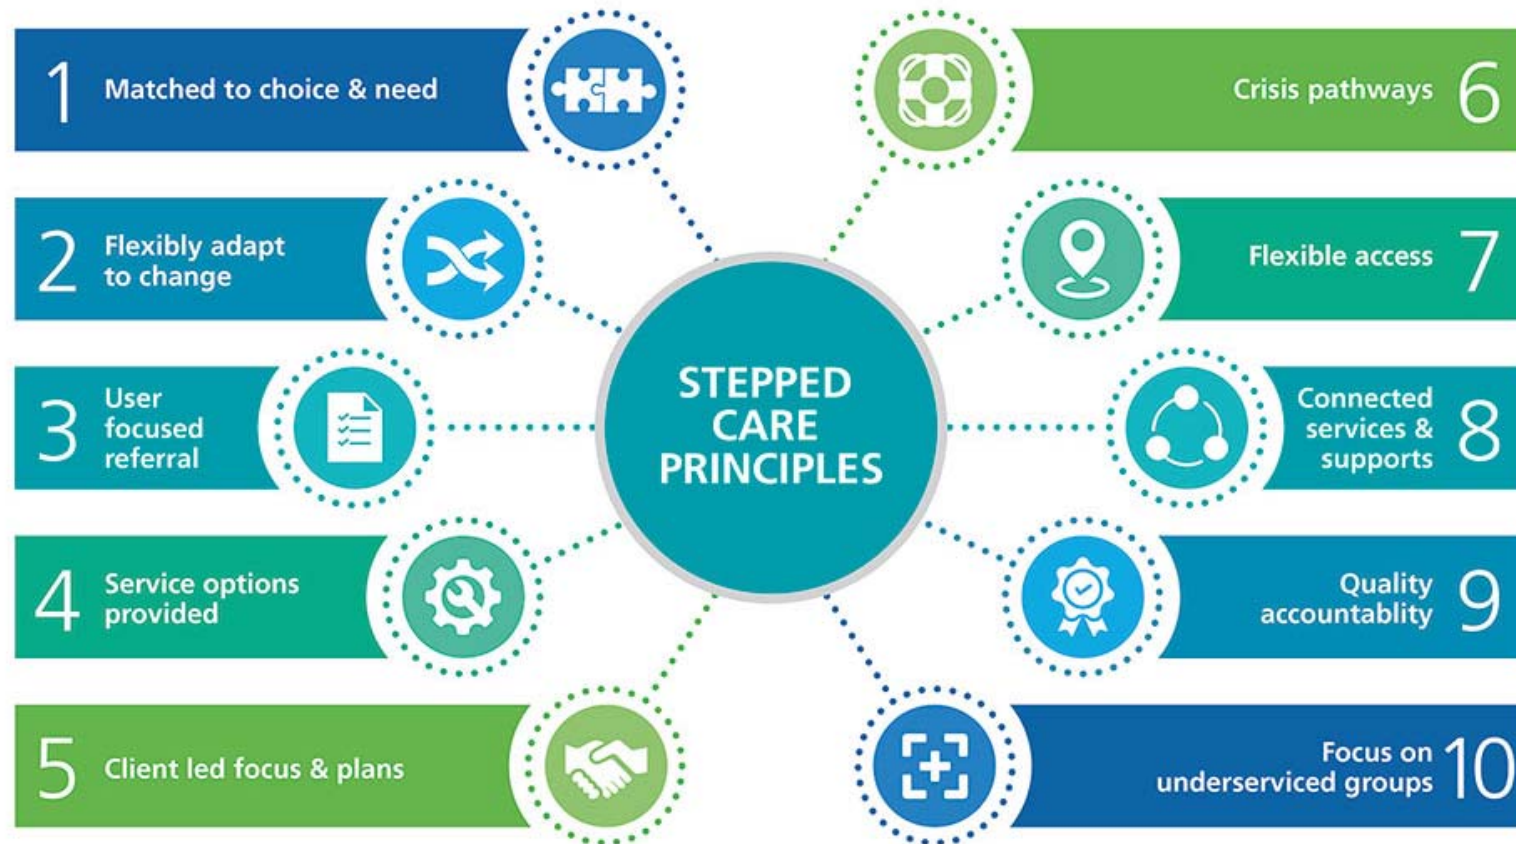 1
Matched to choice & need
2
Flexibly adapt
to change
3
User
focused
referral
4
Service options
provided
5
Client led focus & plans
STEPPED
CARE
PRINCIPLES
Crisis pathways
6
Flexible access
7
Connected
services &
supports
8
Quality
accountablity
9
Focus on
underserviced groups
10